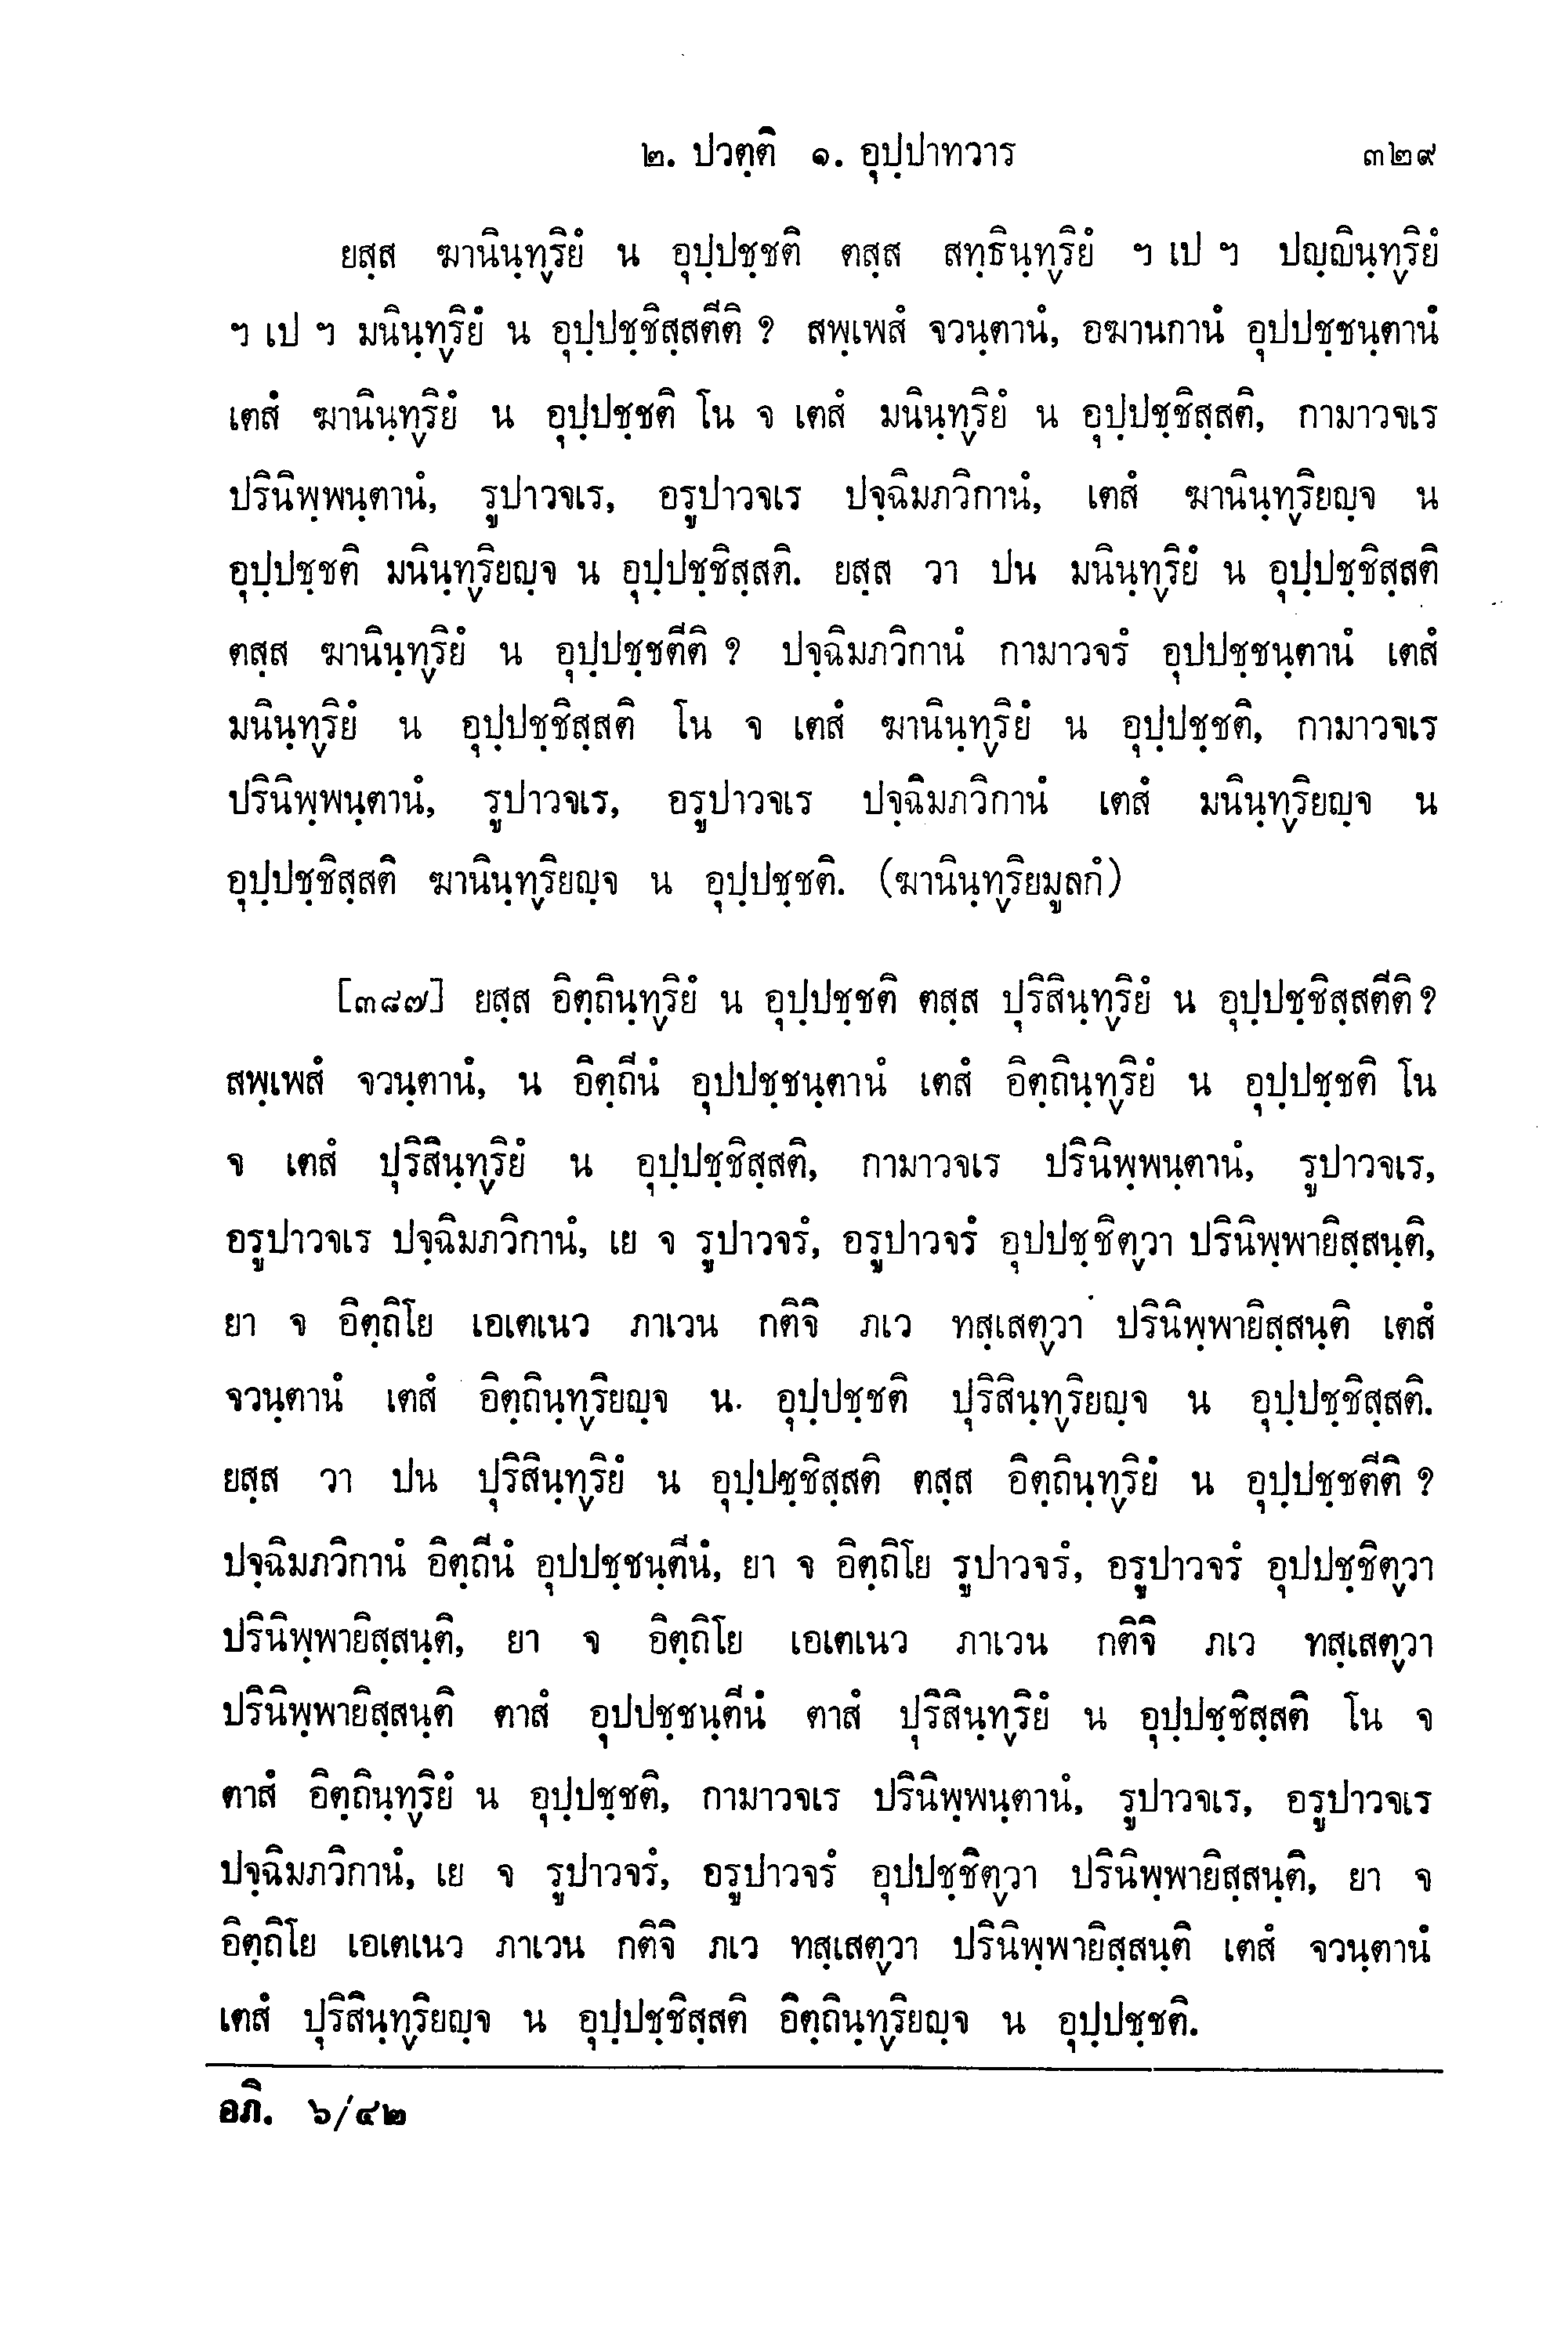 ๒. ปวตฺติ ๑. อุปฺปาทวาร ๓๒๙
ยสฺส ฆานินฺทฺริยํ น อุปฺปชฺชติ ตสฺส สทฺธินฺทฺริยํ ฯ เป ฯ ปญฺญินฺทฺริยํ
ฯ เป ฯ มนินฺทฺริยํ น อุปฺปชฺชิสฺสตีติ ? สพฺเพสํ จวนฺตานํ, อฆานกานํ อุปปชฺชนฺตานํ
เตสํ ฆานินฺทฺริยํ น อุปฺปชฺชติ โน จ เตสํ มนินฺทฺริยํ น อุปฺปชฺชิสฺสติ, กามาวจเร
ปรินิพฺพนฺตานํ, รูปาวจเร, อรูปาวจเร ปจฺฉิมภวิกานํ, เตสํ ฆานินฺทฺริยญฺจ น
อุปฺปชฺชติ มนินฺทฺริยญฺจ น อุปฺปชฺชิสฺสติ. ยสฺส วา ปน มนินฺทฺริยํ น อุปฺปชฺชิสฺสติ
ตสฺส ฆานินฺทฺริยํ น อุปฺปชฺชตีติ ? ปจฺฉิมภวิกานํ กามาวจรํ อุปปชฺชนฺตานํ เตสํ
มนินฺทฺริยํ น อุปฺปชฺชิสฺสติ โน จ เตสํ ฆานินฺทฺริยํ น อุปฺปชฺชติ, กามาวจเร
ปรินิพฺพนฺตานํ, รูปาวจเร, อรูปาวจเร ปจฺฉิมภวิกานํ เตสํ มนินฺทฺริยญฺจ น
อุปฺปชฺชิสฺสติ ฆานินฺทฺริยญฺจ น อุปฺปชฺชติ. (ฆานินฺทฺริยมูลกํ)
[๓๘๗] ยสฺส อิตฺถินฺทฺริยํ น อุปฺปชฺชติ ตสฺส ปุริสินฺทฺริยํ น อุปฺปชฺชิสฺสตีติ ?
สพฺเพสํ จวนฺตานํ, น อิตฺถีนํ อุปปชฺชนฺตานํ เตสํ อิตฺถินฺทฺริยํ น อุปฺปชฺชติ โน
จ เตสํ ปุริสินฺทฺริยํ น อุปฺปชฺชิสฺสติ, กามาวจเร ปรินิพฺพนฺตานํ, รูปาวจเร,
อรูปาวจเร ปจฺฉิมภวิกานํ, เย จ รูปาวจรํ, อรูปาวจรํ อุปปชฺชิตฺวา ปรินิพฺพายิสฺสนฺติ,
ยา จ อิตฺถิโย เอเตเนว ภาเวน กติจิ ภเว ทสฺเสตฺวา ปรินิพฺพายิสฺสนฺติ เตสํ
จวนฺตานํ เตสํ อิตฺถินฺทฺริยญฺจ น อุปฺปชฺชติ ปุริสินฺทฺริยญฺจ น อุปฺปชฺชิสฺสติ.
ยสฺส วา ปน ปุริสินฺทฺริยํ น อุปฺปชฺชิสฺสติ ตสฺส อิตฺถินฺทฺริยํ น อุปฺปชฺชตีติ ?
ปจฺฉิมภวิกานํ อิตฺถีนํ อุปปชฺชนฺตีนํ, ยา จ อิตฺถิโย รูปาวจรํ, อรูปาวจรํ อุปปชฺชิตฺวา
ปรินิพฺพายิสฺสนฺติ, ยา จ อิตฺถิโย เอเตเนว ภาเวน กติจิ ภเว ทสฺเสตฺวา
ปรินิพฺพายิสฺสนฺติ ตาสํ อุปปชฺชนฺตีนํ ตาสํ ปุริสินฺทฺริยํ น อุปฺปชฺชิสฺสติ โน จ
ตาสํ อิตฺถินฺทฺริยํ น อุปฺปชฺชติ, กามาวจเร ปรินิพฺพนฺตานํ, รูปาวจเร, อรูปาวจเร
ปจฺฉิมภวิกานํ, เย จ รูปาวจรํ, อรูปาวจรํ อุปปชฺชิตฺวา ปรินิพฺพายิสฺสนฺติ, ยา จ
อิตฺถิโย เอเตเนว ภาเวน กติจิ ภเว ทสฺเสตฺวา ปรินิพฺพายิสฺสนฺติ เตสํ จวนฺตานํ
เตสํ ปุริสินฺทฺริยญฺจ น อุปฺปชฺชิสฺสติ อิตฺถินฺทฺริยญฺจ น อุปฺปชฺชติ.
อภิ. ๖/๔๒